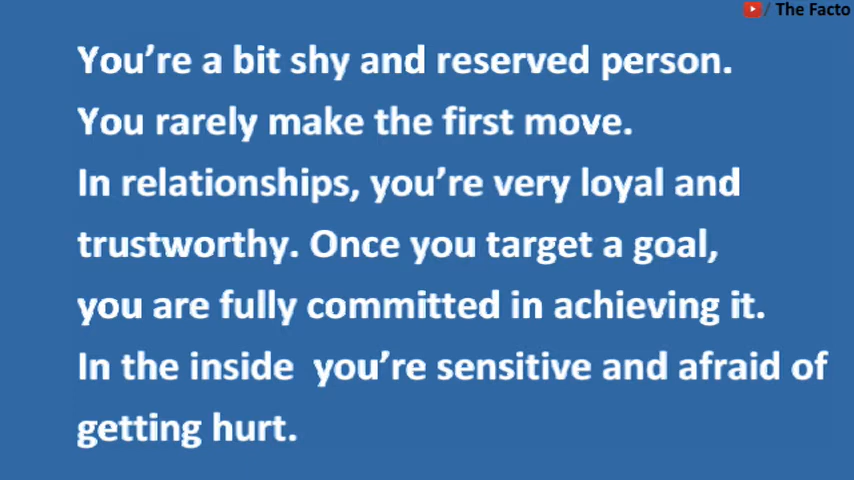 / The Facto
You're a bit shy and reserved person.
You rarely make the first move.
In relationships, you're very loyal and
trustworthy. Once you target a goal,
you are fully committed in achieving it.
In the inside  you're sensitive and afraid of
getting hurt.